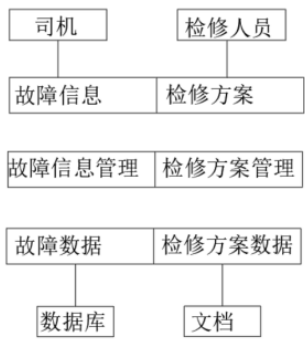 司机 检修人员
故障信息 检修方案
故障信息管理 检修方案管理
故障数据 检修方案数据
数据库 文档